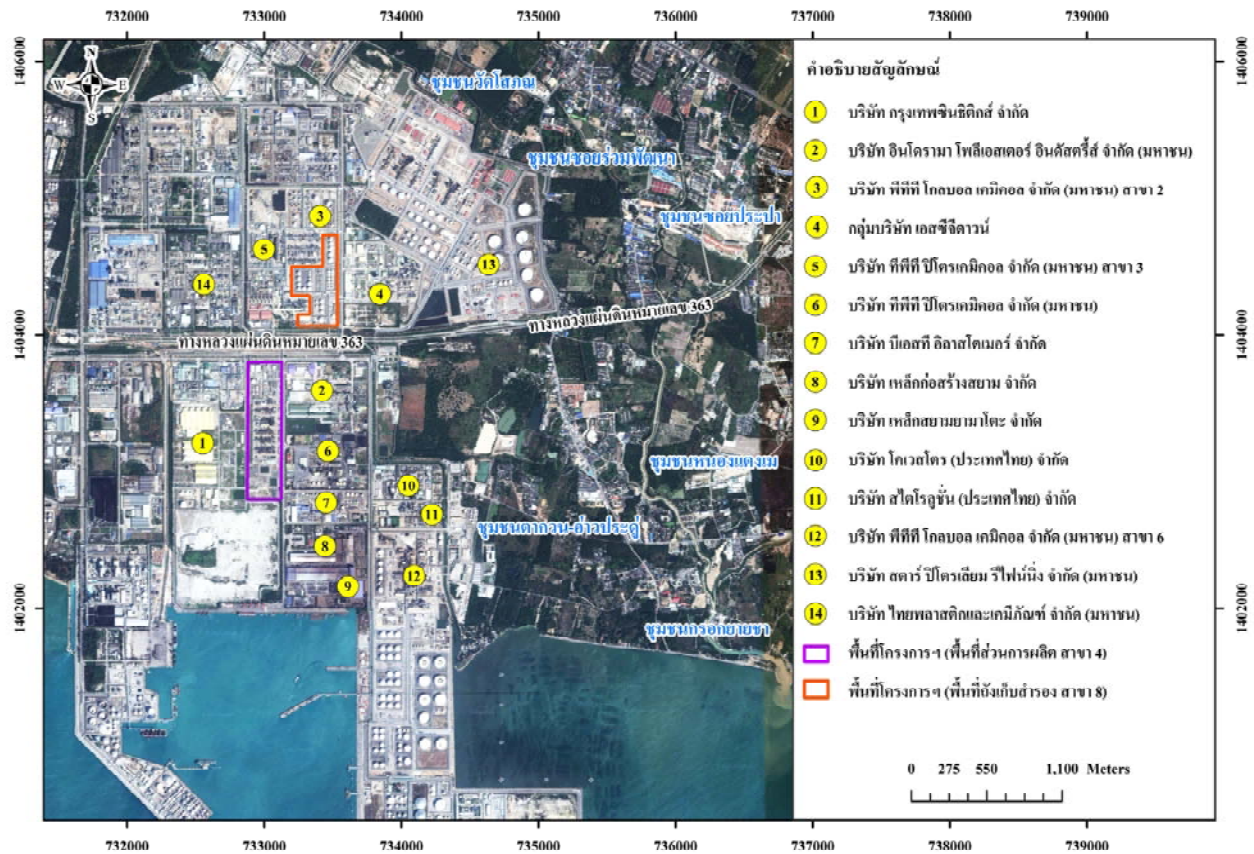 732000 733000 734000 735000 736000 737000 738000 739000
1406000 1406000
N
W E
S
ชุมชนวัดโสภณ
ชุมชนซอยร่วมพัฒนา
ชุมชนซอยประปา
3
5
13
14
4
1404000 1404000
ทางหลวงแผ่นดินหมายเลข 363
ทางหลวงแผ่นดินหมายเลข 363
2
1
6
ชุมชนหนองแตงเม
10
7
11
ชุมชนตากวน-อ่าวประดู่
8
12
9
1402000 1402000
ชุมชนกรอกยายชา
คำอธิบายสัญลักษณ์
1 บริษัท กรุงเทพซินธิติกส์ จำกัด
2 บริษัท อินโดรามา โพลีเอสเตอร์ อินดัสตรี้ส์ จำกัด (มหาชน)
3 บริษัท พีทีที โกลบอล เคมิคอล จำกัด (มหาชน) สาขา 2
4 กลุ่มบริษัท เอสซีจีดาวน์
5 บริษัท ทีพีที ปิโตรเคมิคอล จำกัด (มหาชน) สาขา 3
6 บริษัท ทีพีที ปิโตรเคมิคอล จำกัด (มหาชน)
7 บริษัท บีเอสที อิลาสโตเมอร์ จำกัด
8 บริษัท เหล็กก่อสร้างสยาม จำกัด
9 บริษัท เหล็กสยามยามาโตะ จำกัด
10 บริษัท โคเวสโตร (ประเทศไทย) จำกัด
11 บริษัท สไตโรลูชั่น (ประเทศไทย) จำกัด
12 บริษัท พีทีที โกลบอล เคมิคอล จำกัด (มหาชน) สาขา 6
13 บริษัท สตาร์ ปิโตรเลียม รีไฟน์นิ่ง จำกัด (มหาชน)
14 บริษัท ไทยพลาสติกและเคมีภัณฑ์ จำกัด (มหาชน)
พื้นที่โครงการฯ (พื้นที่ส่วนการผลิต สาขา 4)
พื้นที่โครงการฯ (พื้นที่ถังเก็บสำรอง สาขา 8)
0 275 550 1,100 Meters
732000 733000 734000 735000 736000 737000 738000 739000